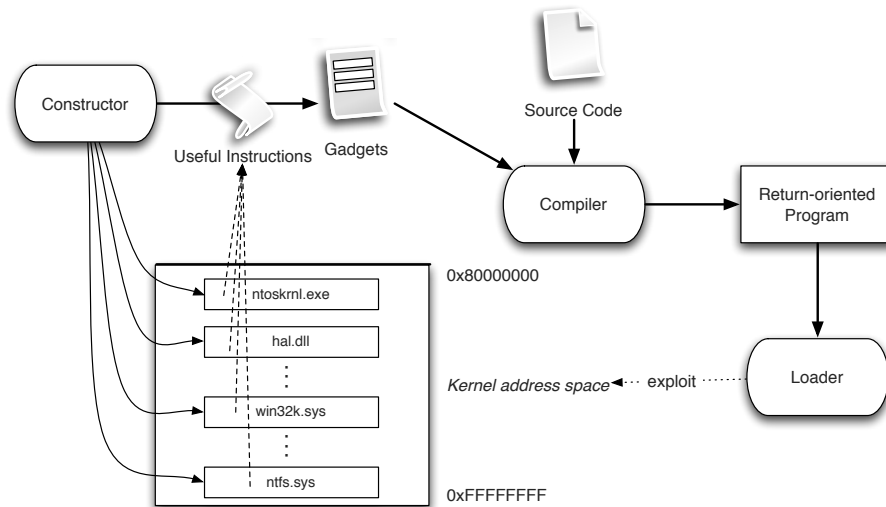 Constructor
Useful Instructions
Gadgets
Source Code
Compiler
Return-oriented
Program
0x80000000
ntoskrnl.exe
hal.dll
win32k.sys
ntfs.sys
Kernel address space
exploit
Loader
0xFFFFFFFF